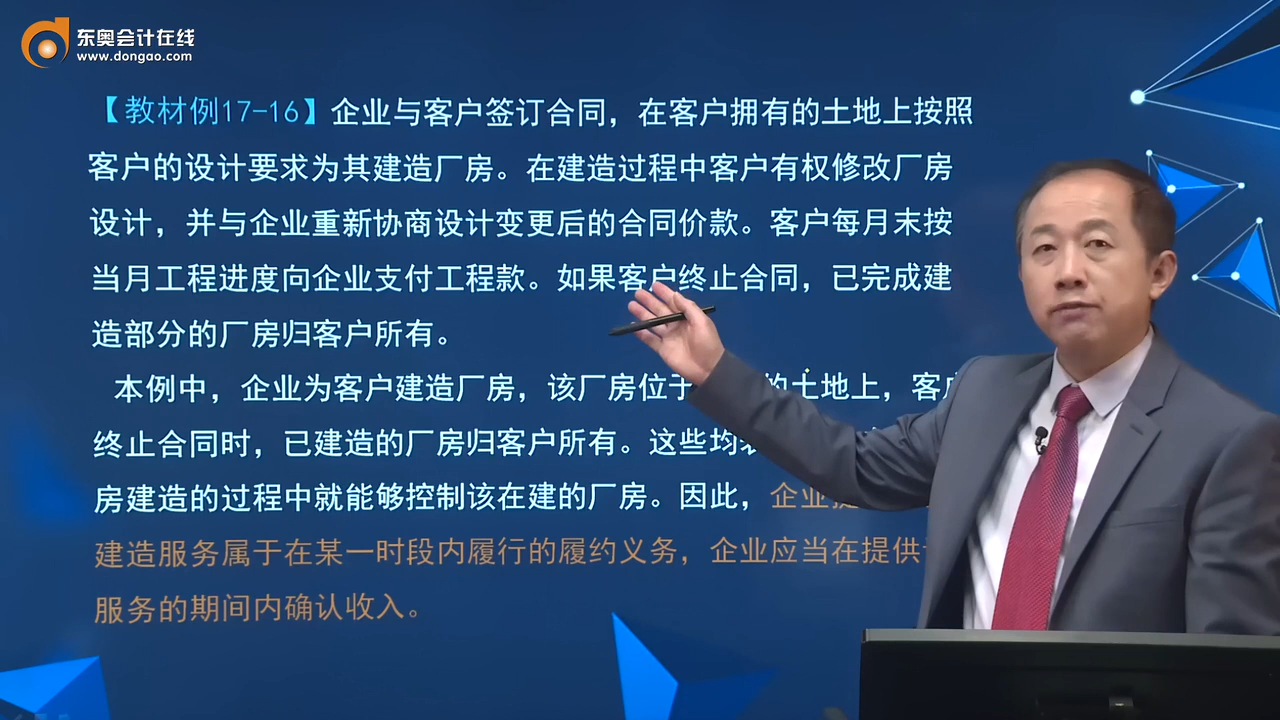 东奥会计在线
www.dongao.com
【教材例17-16】企业与客户签订合同，在客户拥有的土地上按照
客户的设计要求为其建造厂房。在建造过程中客户有权修改厂房
设计，并与企业重新协商设计变更后的合同价款。客户每月末按
当月工程进度向企业支付工程款。如果客户终止合同，已完成建
造部分的厂房归客户所有。
本例中，企业为客户建造厂房，该厂房位于 的土地上，客户
终止合同时，已建造的厂房归客户所有。这些均表
房建造的过程中就能够控制该在建的厂房。因此，企业提
建造服务属于在某一时段内履行的履约义务，企业应当在提供
服务的期间内确认收入。